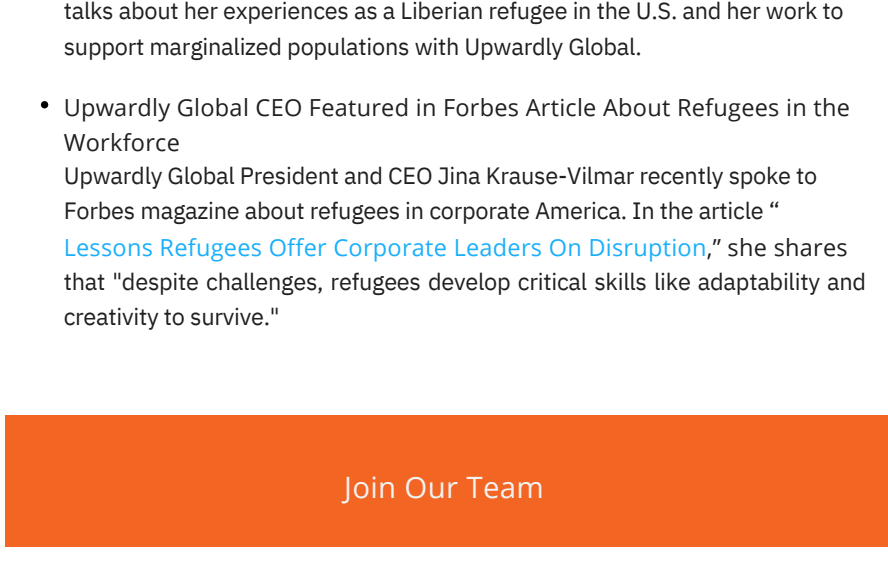 talks about her experiences as a Liberian refugee in the U.S. and her work to
support marginalized populations with Upwardly Global.
• Upwardly Global CEO Featured in Forbes Article About Refugees in the
Workforce
Upwardly Global President and CEO Jina Krause-Vilmar recently spoke to
Forbes magazine about refugees in corporate America. In the article “
Lessons Refugees Offer Corporate Leaders On Disruption,” she shares
that "despite challenges, refugees develop critical skills like adaptability and
creativity to survive."
Join Our Team